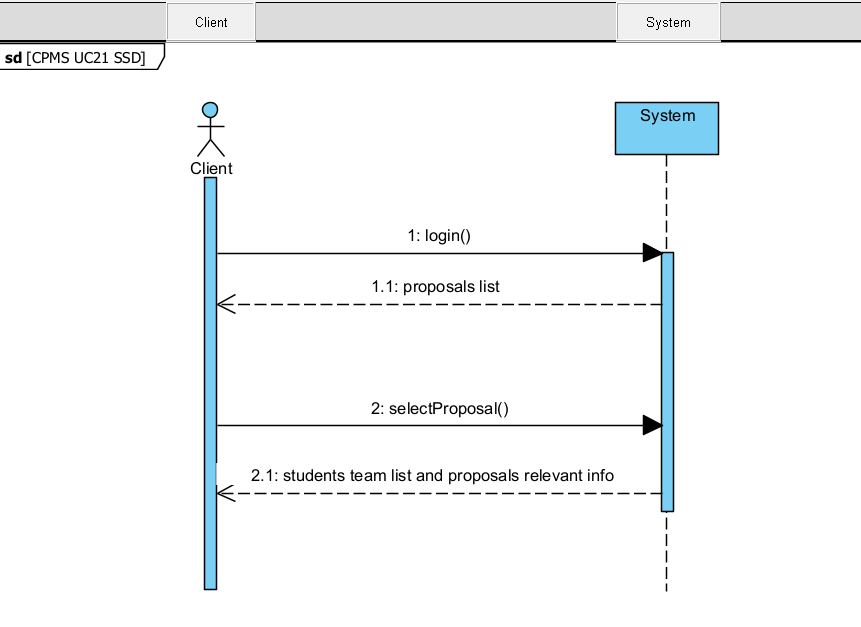 Client
System
sd [CPMS UC21 SSD]
System
Client
1: login()
1.1: proposals list
2: selectProposal()
2.1: students team list and proposals relevant info